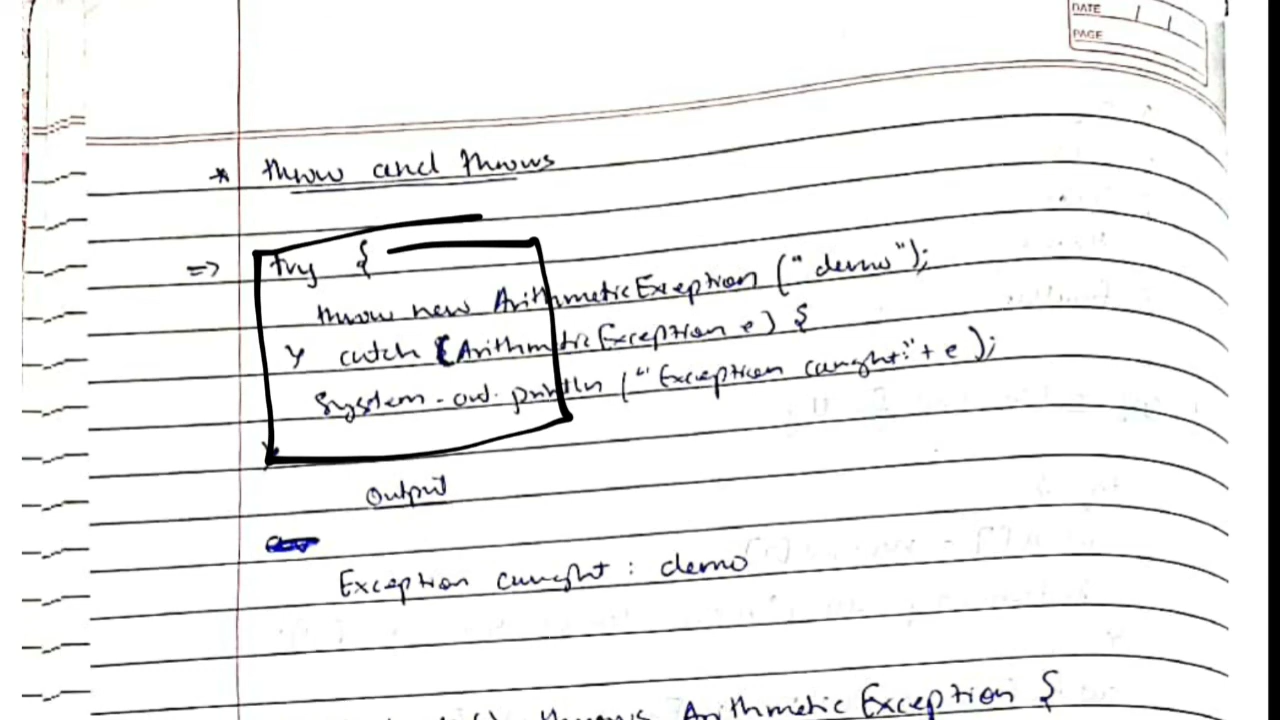 DATE
PAGE
* throw and throws
=> try {
throw new ArithmeticException ("demo");
} catch (ArithmeticException e) {
System.out.println ("Exception caught:" + e );
}
Output
Exception caught : demo
throws ArithmeticException {